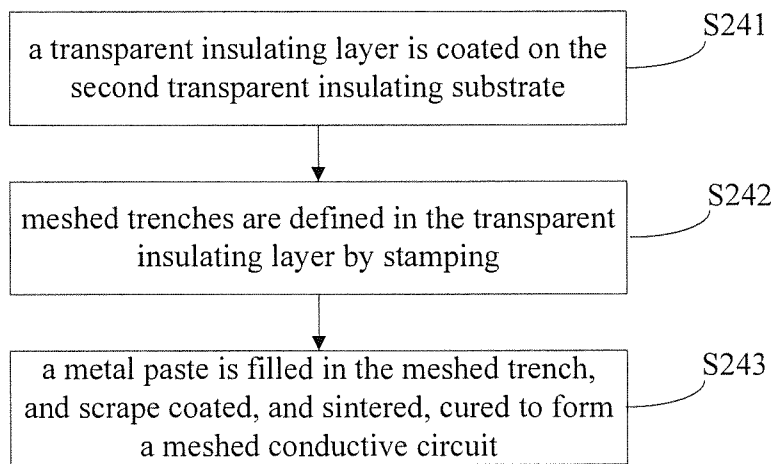 a transparent insulating layer is coated on the
second transparent insulating substrate
S241
meshed trenches are defined in the transparent
insulating layer by stamping
S242
a metal paste is filled in the meshed trench,
and scrape coated, and sintered, cured to form
a meshed conductive circuit
S243